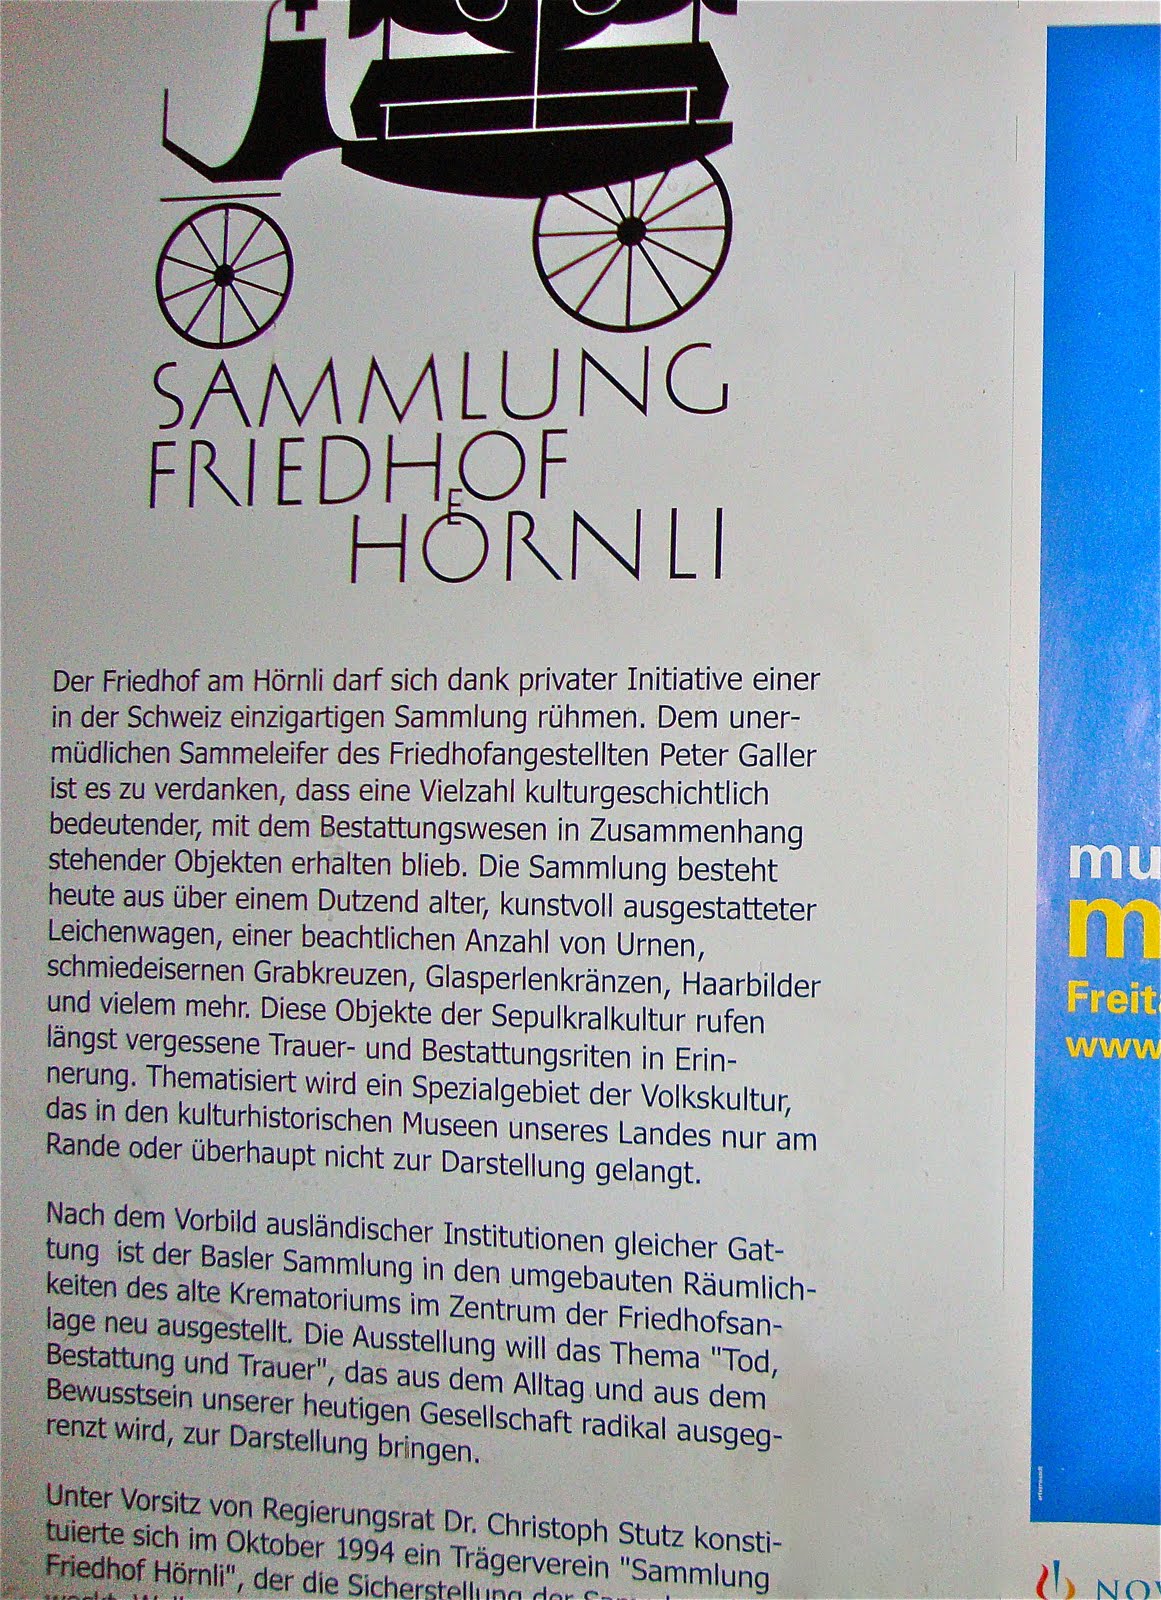 SAMMLUNG
FRIEDHOF
HOERNLI
Der Friedhof am Hörnli darf sich dank privater Initiative einer
in der Schweiz einzigartigen Sammlung rühmen. Dem uner-
müdlichen Sammeleifer des Friedhofangestellten Peter Galler
ist es zu verdanken, dass eine Vielzahl kulturgeschichtlich
bedeutender, mit dem Bestattungswesen in Zusammenhang
stehender Objekten erhalten blieb. Die Sammlung besteht
heute aus über einem Dutzend alter, kunstvoll ausgestatteter
Leichenwagen, einer beachtlichen Anzahl von Urnen,
schmiedeisernen Grabkreuzen, Glasperlenkränzen, Haarbilder
und vielem mehr. Diese Objekte der Sepulkralkultur rufen
längst vergessene Trauer- und Bestattungsriten in Erin-
nerung. Thematisiert wird ein Spezialgebiet der Volkskultur,
das in den kulturhistorischen Museen unseres Landes nur am
Rande oder überhaupt nicht zur Darstellung gelangt.
Nach dem Vorbild ausländischer Institutionen gleicher Gat-
tung ist der Basler Sammlung in den umgebauten Räumlich-
keiten des alte Krematoriums im Zentrum der Friedhofsan-
lage neu ausgestellt. Die Ausstellung will das Thema "Tod,
Bestattung und Trauer", das aus dem Alltag und aus dem
Bewusstsein unserer heutigen Gesellschaft radikal ausgeg-
renzt wird, zur Darstellung bringen.
Unter Vorsitz von Regierungsrat Dr. Christoph Stutz konsti-
tuierte sich im Oktober 1994 ein Trägerverein "Sammlung
Friedhof Hörnli", der die Sicherstellung der
mu
m
Freit
www
NO